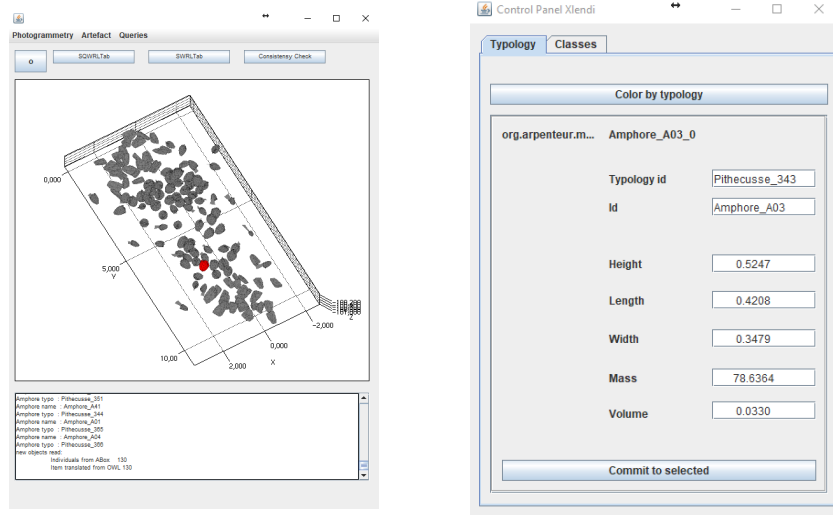 Photogrammetry Artefact Queries
o SQWRLTab SWRLTab Consistency Check
0,000
5,000
Y
10,00
2,000
X
0,000
-2,000
Z
Amphore typo : Pithecusse_351
Amphore name : Amphore_A41
Amphore typo : Pithecusse_344
Amphore name : Amphore_A01
Amphore typo : Pithecusse_365
Amphore name : Amphore_A04
Amphore typo : Pithecusse_366
new objects read:
Individuals from ABox 130
Item translated from OWL 130
Control Panel Xlendi
Typology Classes
Color by typology
org.arpenteur.m... Amphore_A03_0
Typology id Pithecusse_343
Id Amphore_A03
Height 0.5247
Length 0.4208
Width 0.3479
Mass 78.6364
Volume 0.0330
Commit to selected